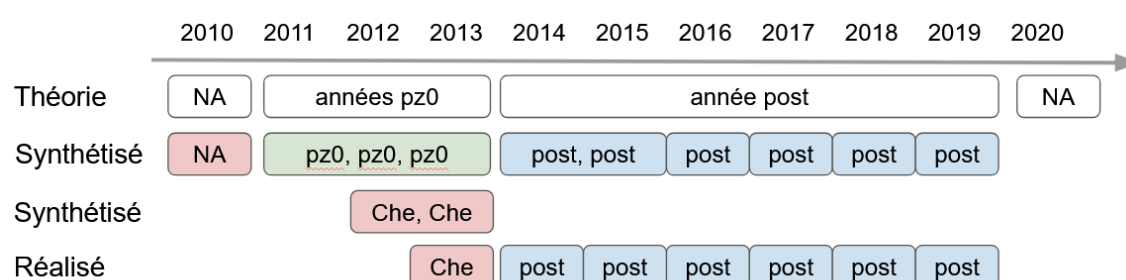 2010 2011 2012 2013 2014 2015 2016 2017 2018 2019 2020
Théorie NA années pz0 année post NA
Synthétisé NA pz0, pz0, pz0 post, post post post post post
Synthétisé Che, Che
Réalisé Che post post post post post post